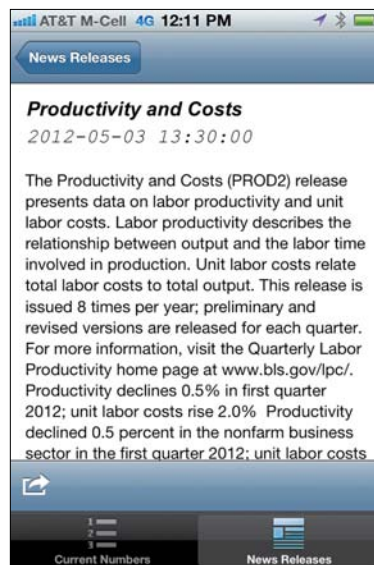 AT&T M-Cell 4G 12:11 PM
News Releases
Productivity and Costs
2012-05-03 13:30:00
The Productivity and Costs (PROD2) release
presents data on labor productivity and unit
labor costs. Labor productivity describes the
relationship between output and the labor time
involved in production. Unit labor costs relate
total labor costs to total output. This release is
issued 8 times per year; preliminary and
revised versions are released for each quarter.
For more information, visit the Quarterly Labor
Productivity home page at www.bls.gov/lpc/.
Productivity declines 0.5% in first quarter
2012; unit labor costs rise 2.0% Productivity
declined 0.5 percent in the nonfarm business
sector in the first quarter 2012; unit labor costs
1
2
3
Current Numbers
News Releases